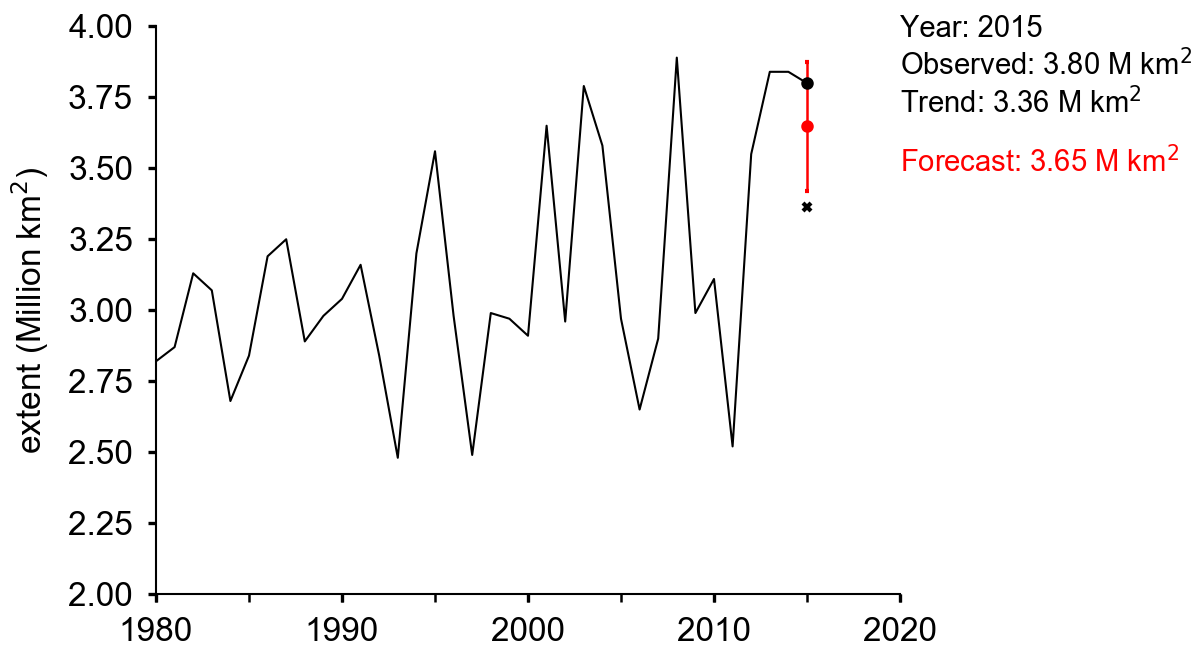 4.00
3.75
3.50
3.25
3.00
2.75
2.50
2.25
2.00
extent (Million km²)
1980 1990 2000 2010 2020
Year: 2015
Observed: 3.80 M km²
Trend: 3.36 M km²
Forecast: 3.65 M km²